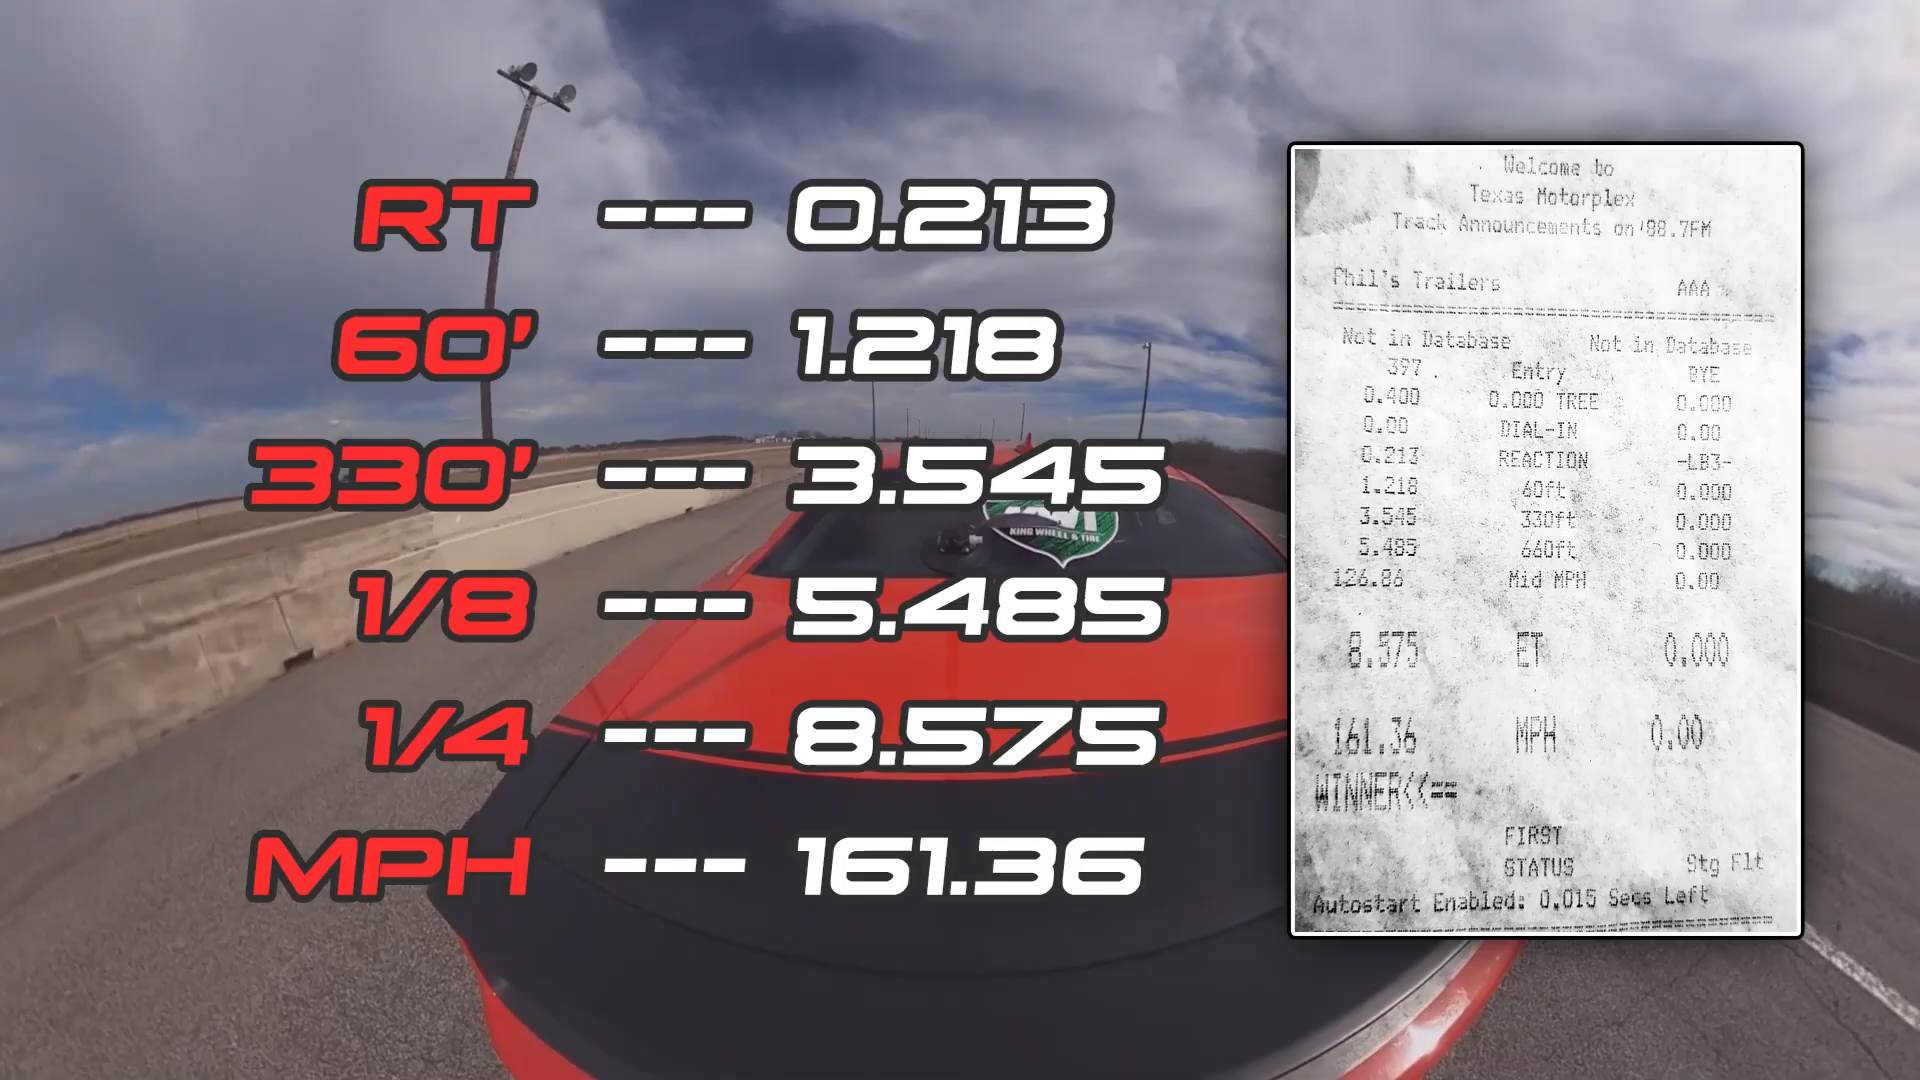 RT --- 0.213
60' --- 1.218
330' --- 3.545
1/8 --- 5.485
1/4 --- 8.575
MPH --- 161.36
KING WHEEL & TIRE
Welcome to
Texas Motorplex
Track Announcements on 88.7FM
Phil's Trailers AAA
Not in Database Not in Database
397 Entry BYE
0.400 0.000 TREE 0.000
0.00 DIAL-IN 0.00
0.213 REACTION -LB3-
1.218 60ft 0.000
3.545 330ft 0.000
5.485 660ft 0.000
126.86 Mid MPH 0.00
8.575 ET 0.000
161.36 MPH 0.00
WINNER<<==
FIRST
STATUS Stg Flt
Autostart Enabled: 0.015 Secs Left